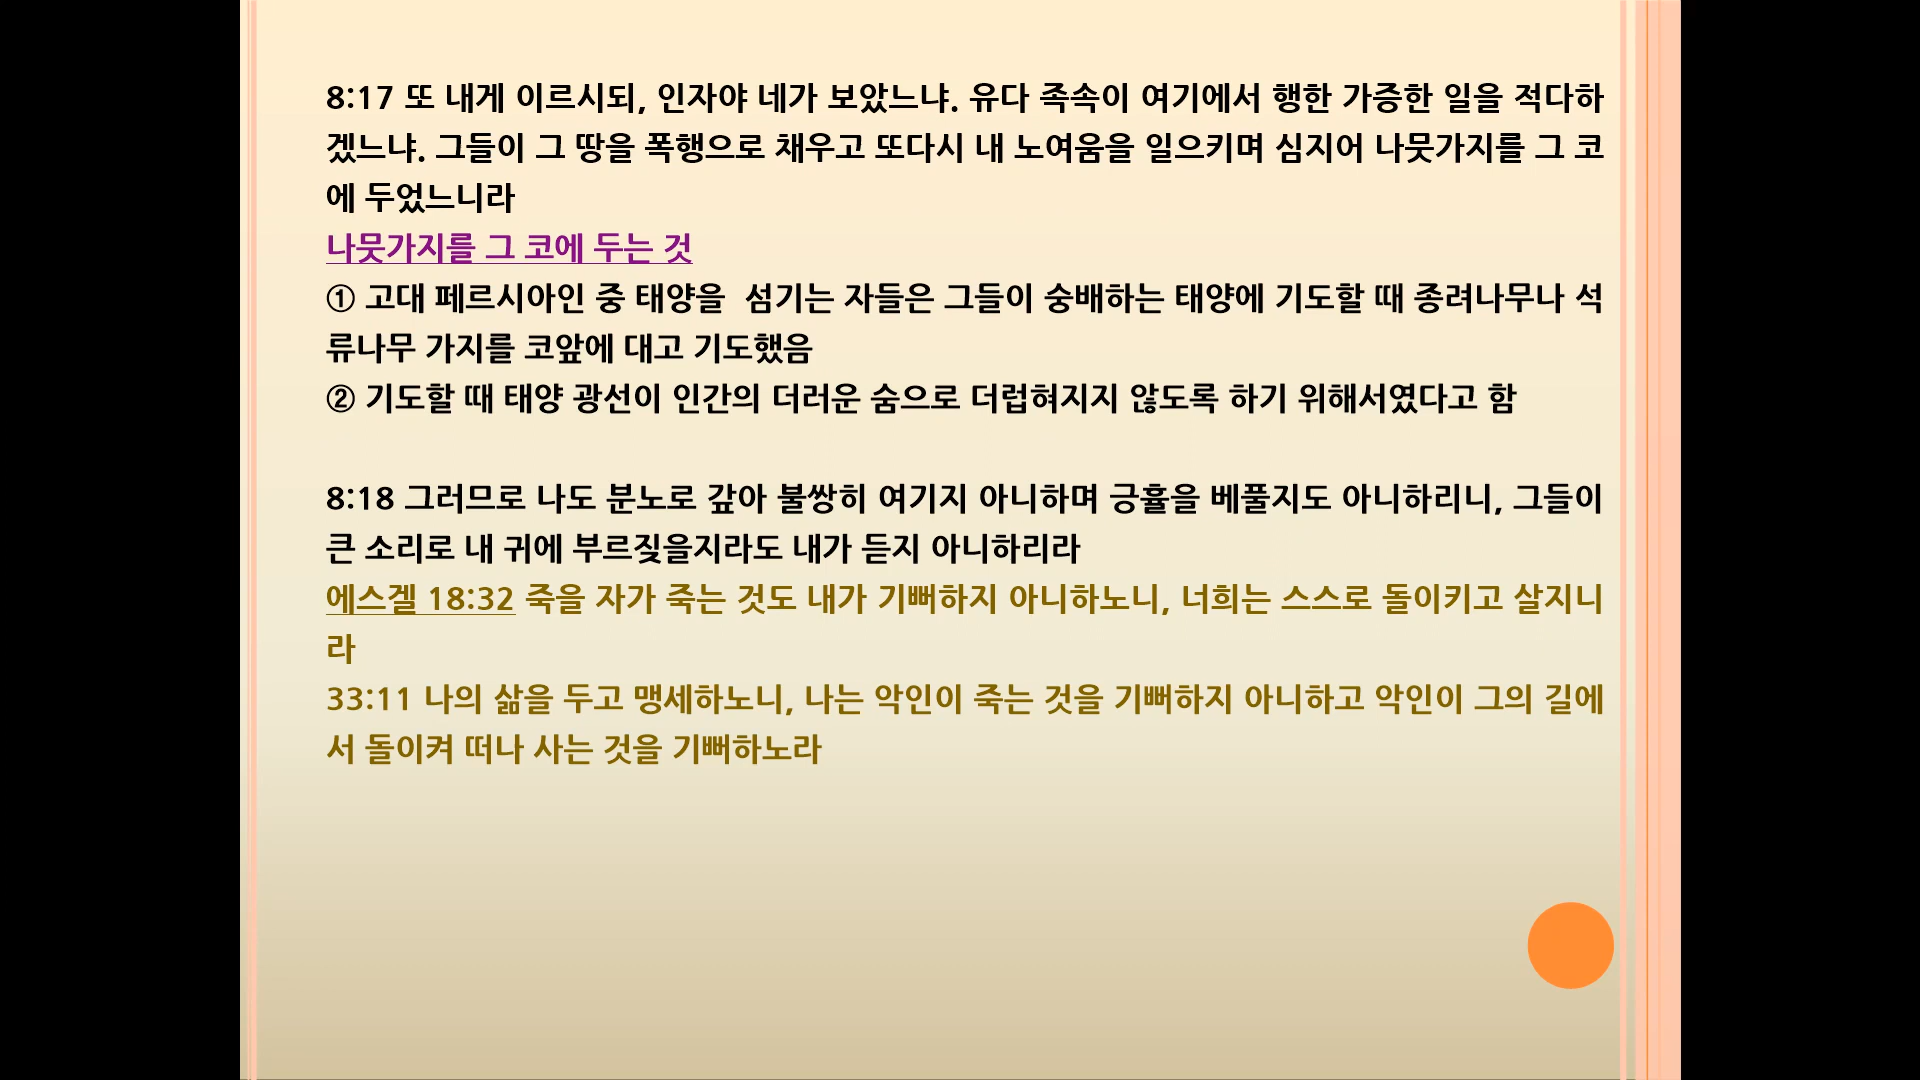 8:17 또 내게 이르시되, 인자야 네가 보았느냐. 유다 족속이 여기에서 행한 가증한 일을 적다하
겠느냐. 그들이 그 땅을 폭행으로 채우고 또다시 내 노여움을 일으키며 심지어 나뭇가지를 그 코
에 두었느니라
나뭇가지를 그 코에 두는 것
① 고대 페르시아인 중 태양을  섬기는 자들은 그들이 숭배하는 태양에 기도할 때 종려나무나 석
류나무 가지를 코앞에 대고 기도했음
② 기도할 때 태양 광선이 인간의 더러운 숨으로 더럽혀지지 않도록 하기 위해서였다고 함
8:18 그러므로 나도 분노로 갚아 불쌍히 여기지 아니하며 긍휼을 베풀지도 아니하리니, 그들이
큰 소리로 내 귀에 부르짖을지라도 내가 듣지 아니하리라
에스겔 18:32 죽을 자가 죽는 것도 내가 기뻐하지 아니하노니, 너희는 스스로 돌이키고 살지니
라
33:11 나의 삶을 두고 맹세하노니, 나는 악인이 죽는 것을 기뻐하지 아니하고 악인이 그의 길에
서 돌이켜 떠나 사는 것을 기뻐하노라